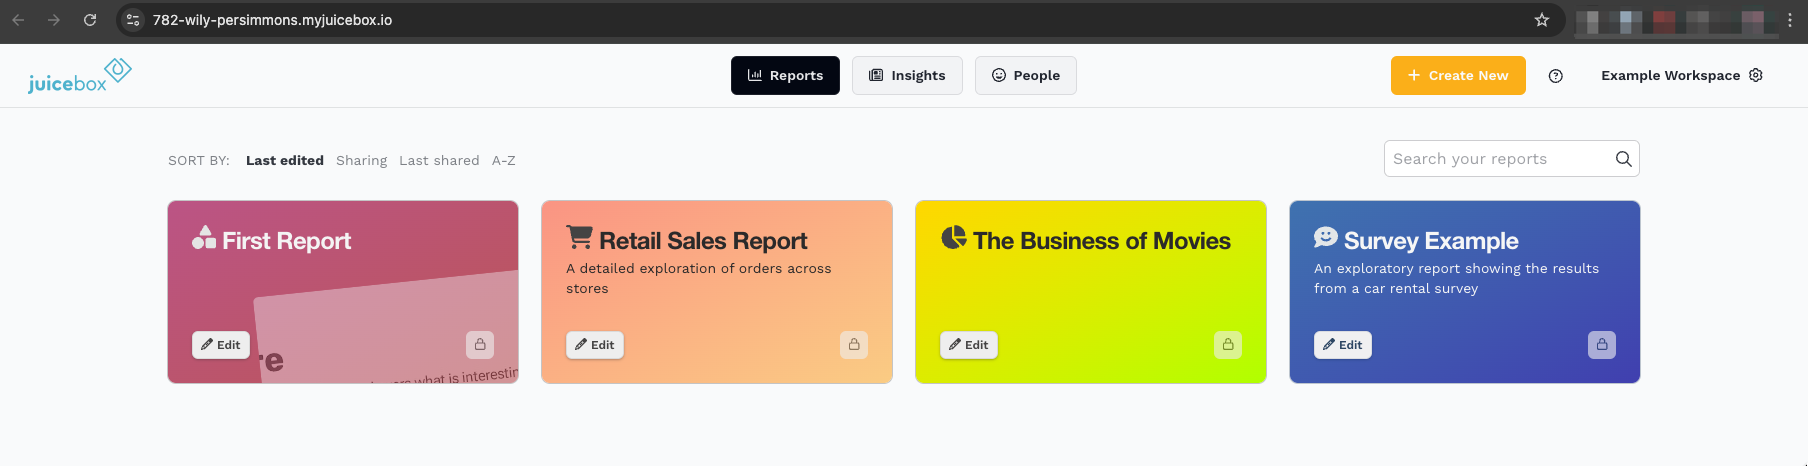 782-wily-persimmons.myjuicebox.io
juicebox
Reports
Insights
People
+ Create New
Example Workspace
SORT BY: Last edited Sharing Last shared A-Z
Search your reports
First Report
Edit
what is interestin
Retail Sales Report
A detailed exploration of orders across
stores
Edit
The Business of Movies
Edit
Survey Example
An exploratory report showing the results
from a car rental survey
Edit